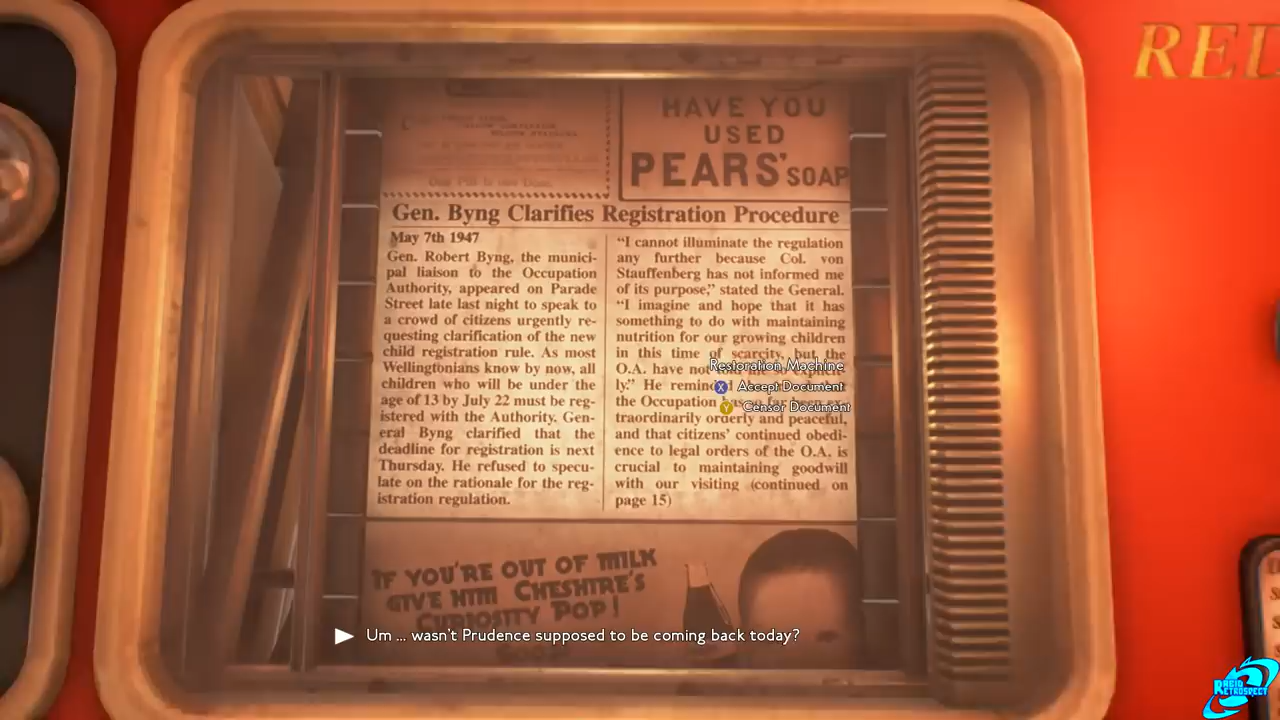 RED
HAVE YOU
USED
PEARS' SOAP
Gen. Byng Clarifies Registration Procedure
May 7th 1947
Gen. Robert Byng, the munici-
pal liaison to the Occupation
Authority, appeared on Parade
Street late last night to speak to
a crowd of citizens urgently re-
questing clarification of the new
child registration rule. As most
Wellingtonians know by now, all
children who will be under the
age of 13 by July 22 must be reg-
istered with the Authority. Gen-
eral Byng clarified that the
deadline for registration is next
Thursday. He refused to specu-
late on the rationale for the reg-
istration regulation.
“I cannot illuminate the regulation
any further because Col. von
Stauffenberg has not informed me
of its purpose,” stated the General.
“I imagine and hope that it has
something to do with maintaining
nutrition for our growing children
in this time of scarcity, but the
O.A. have not
ly.” He remin
the Occupation has so far been ex-
traordinarily orderly and peaceful,
and that citizens’ continued obedi-
ence to legal orders of the O.A. is
crucial to maintaining goodwill
with our visiting (continued on
page 15)
Restoration Machine
X Accept Document
Y Censor Document
IF YOU'RE OUT OF MILK
GIVE HIM CHESHIRE'S
CURIOSITY POP!
Um ... wasn't Prudence supposed to be coming back today?
RABID
RETROSPECT